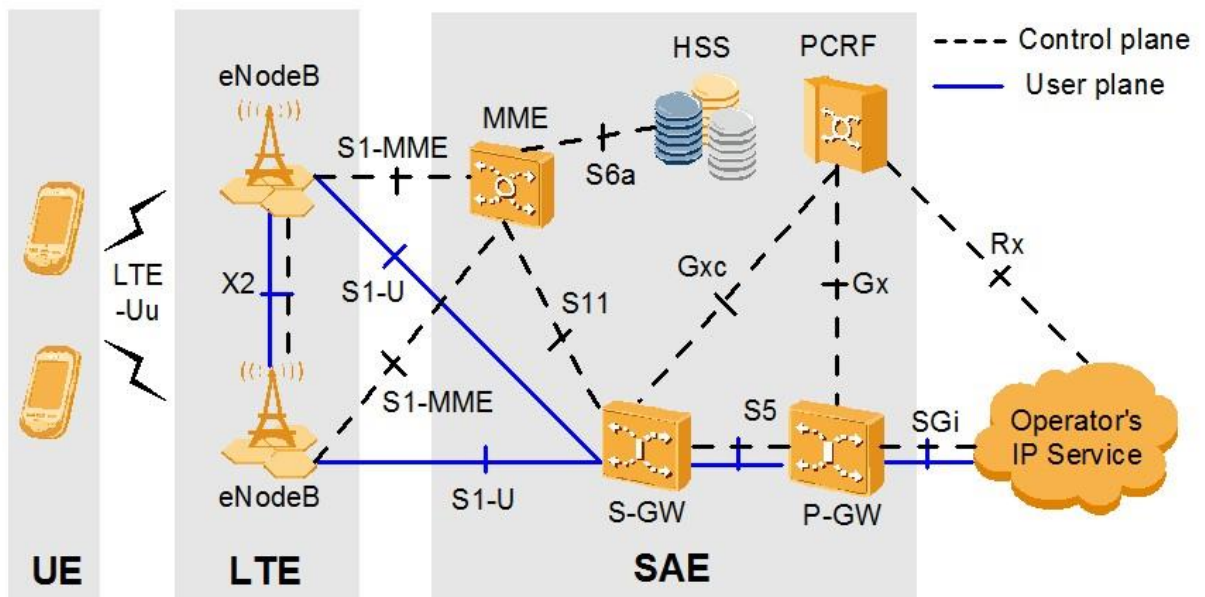 HSS
PCRF
Control plane
User plane
eNodeB
MME
S1-MME
S6a
LTE
-Uu
X2
S1-U
S11
Gxc
Gx
Rx
S1-MME
S5
SGi
Operator's
IP Service
eNodeB
S1-U
S-GW
P-GW
UE
LTE
SAE